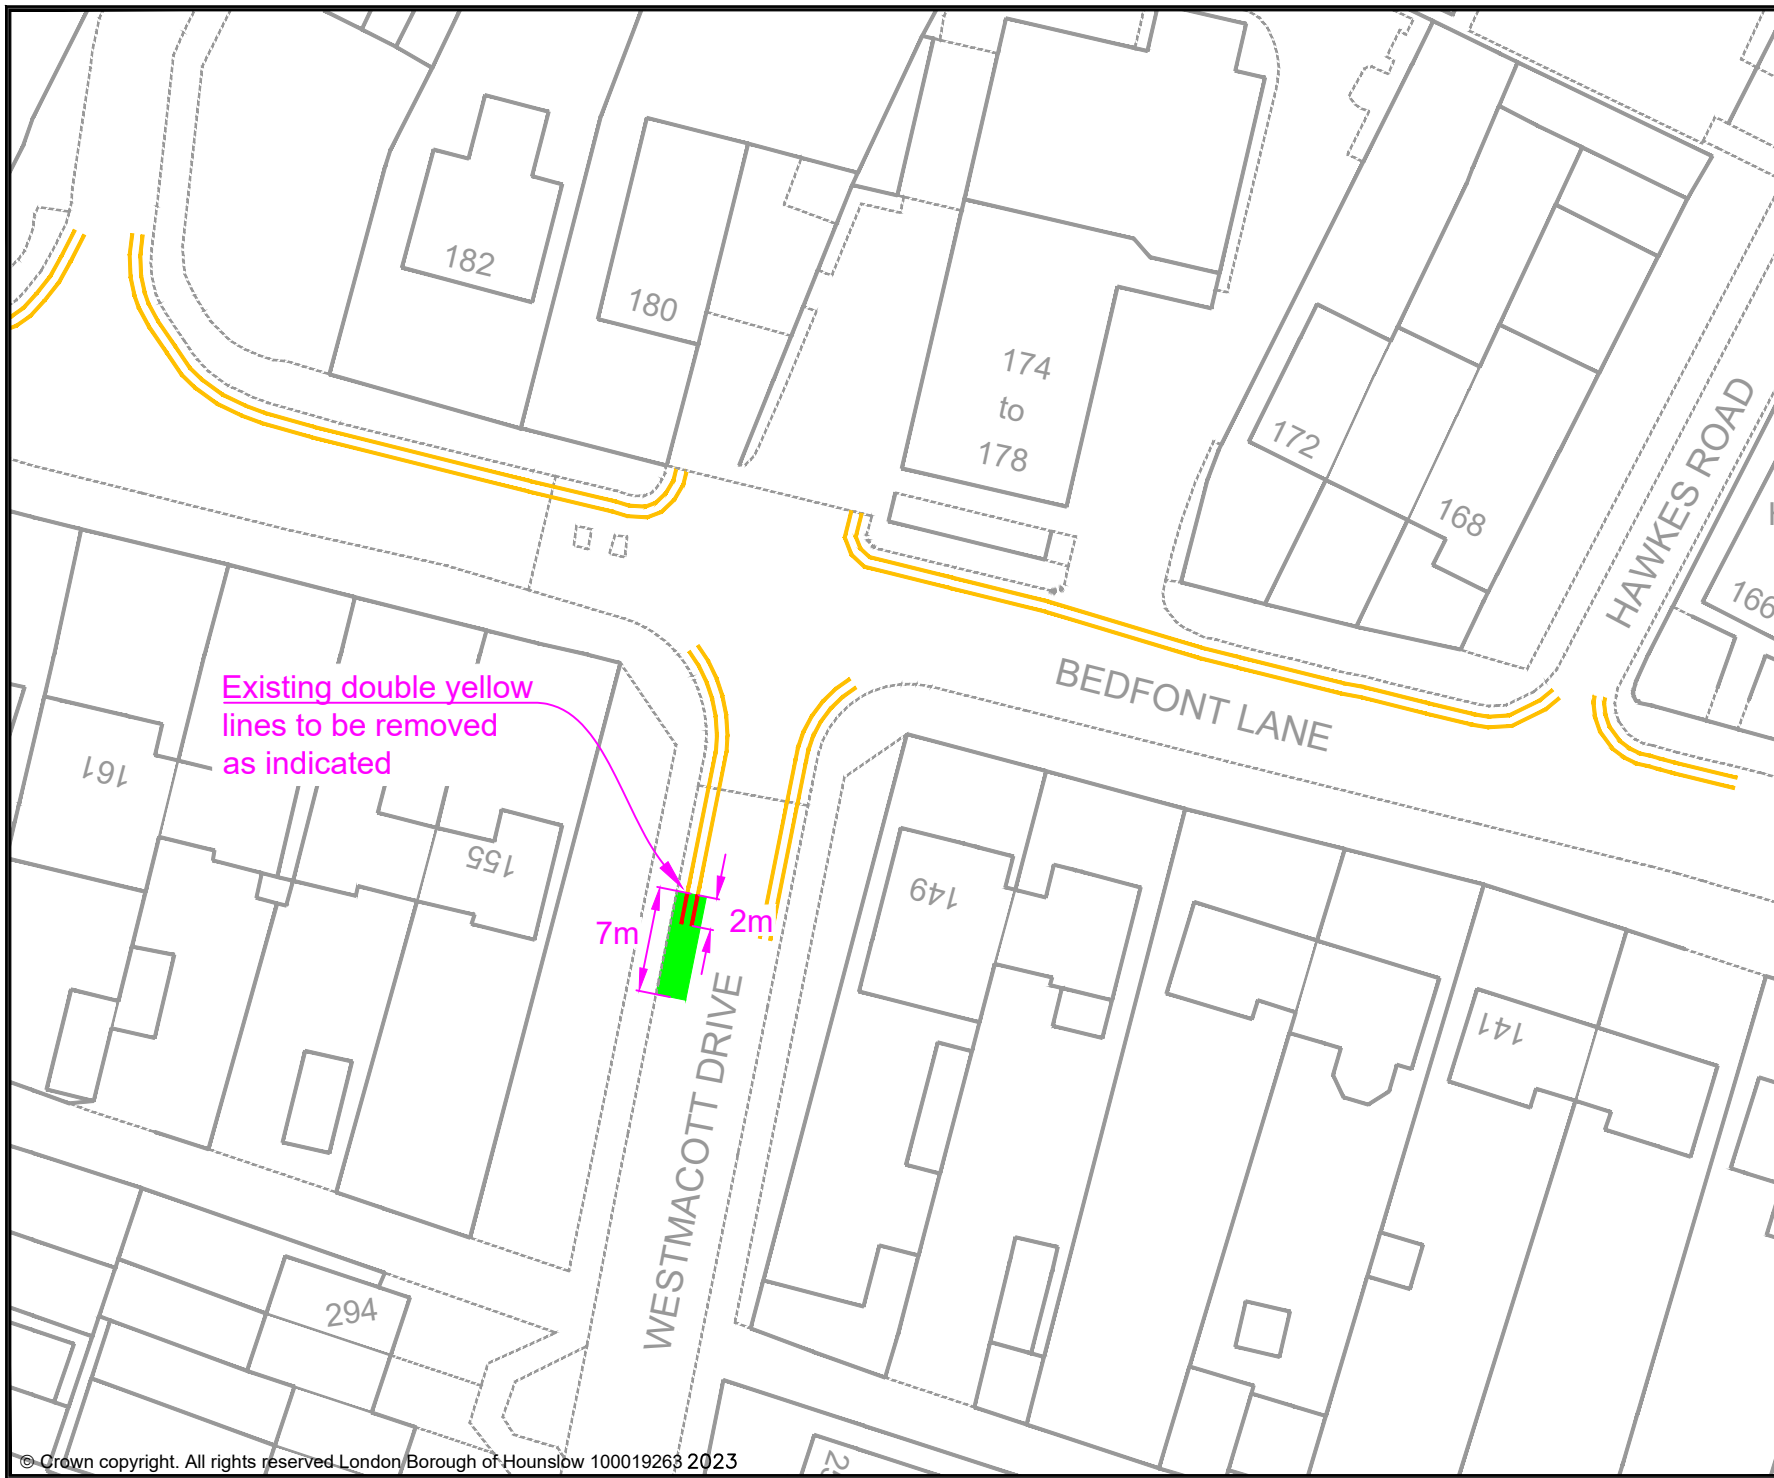 182
180
174
to
178
172
168
HAWKES ROAD
166
BEDFONT LANE
Existing double yellow
lines to be removed
as indicated
161
155
149
141
7m
2m
WESTMACOTT DRIVE
294
© Crown copyright. All rights reserved London Borough of Hounslow 100019263 2023